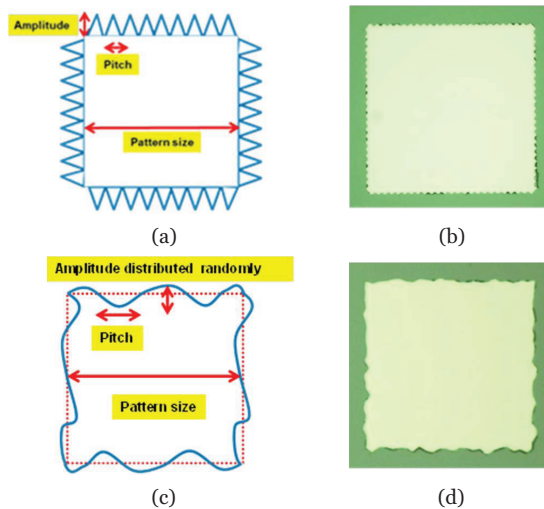 Amplitude
Pitch
Pattern size
(a)
(b)
Amplitude distributed randomly
Pitch
Pattern size
(c)
(d)